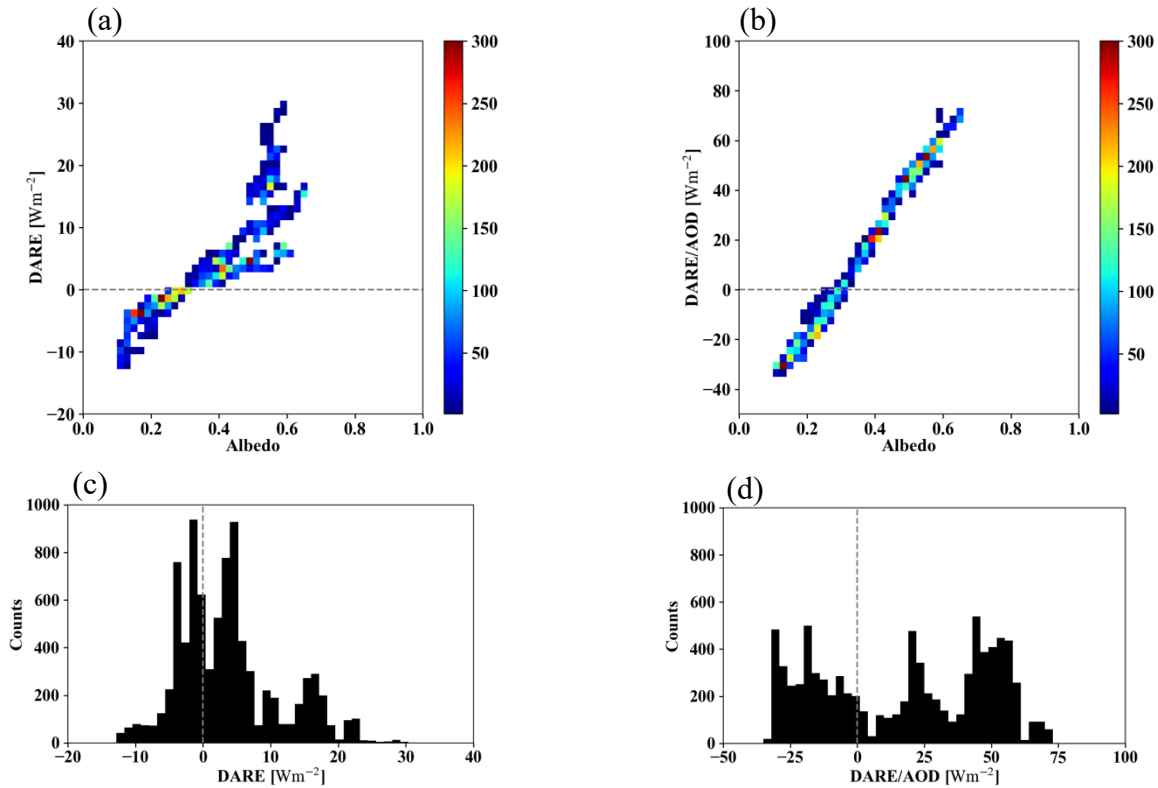 (a)
40
30
20
10
0
−10
−20
DARE [Wm⁻²]
0.0 0.2 0.4 0.6 0.8 1.0
Albedo
300
250
200
150
100
50
(b)
100
80
60
40
20
0
−20
−40
DARE/AOD [Wm⁻²]
0.0 0.2 0.4 0.6 0.8 1.0
Albedo
300
250
200
150
100
50
(c)
1000
800
600
400
200
0
Counts
−20 −10 0 10 20 30 40
DARE [Wm⁻²]
(d)
1000
800
600
400
200
0
Counts
−50 −25 0 25 50 75 100
DARE/AOD [Wm⁻²]